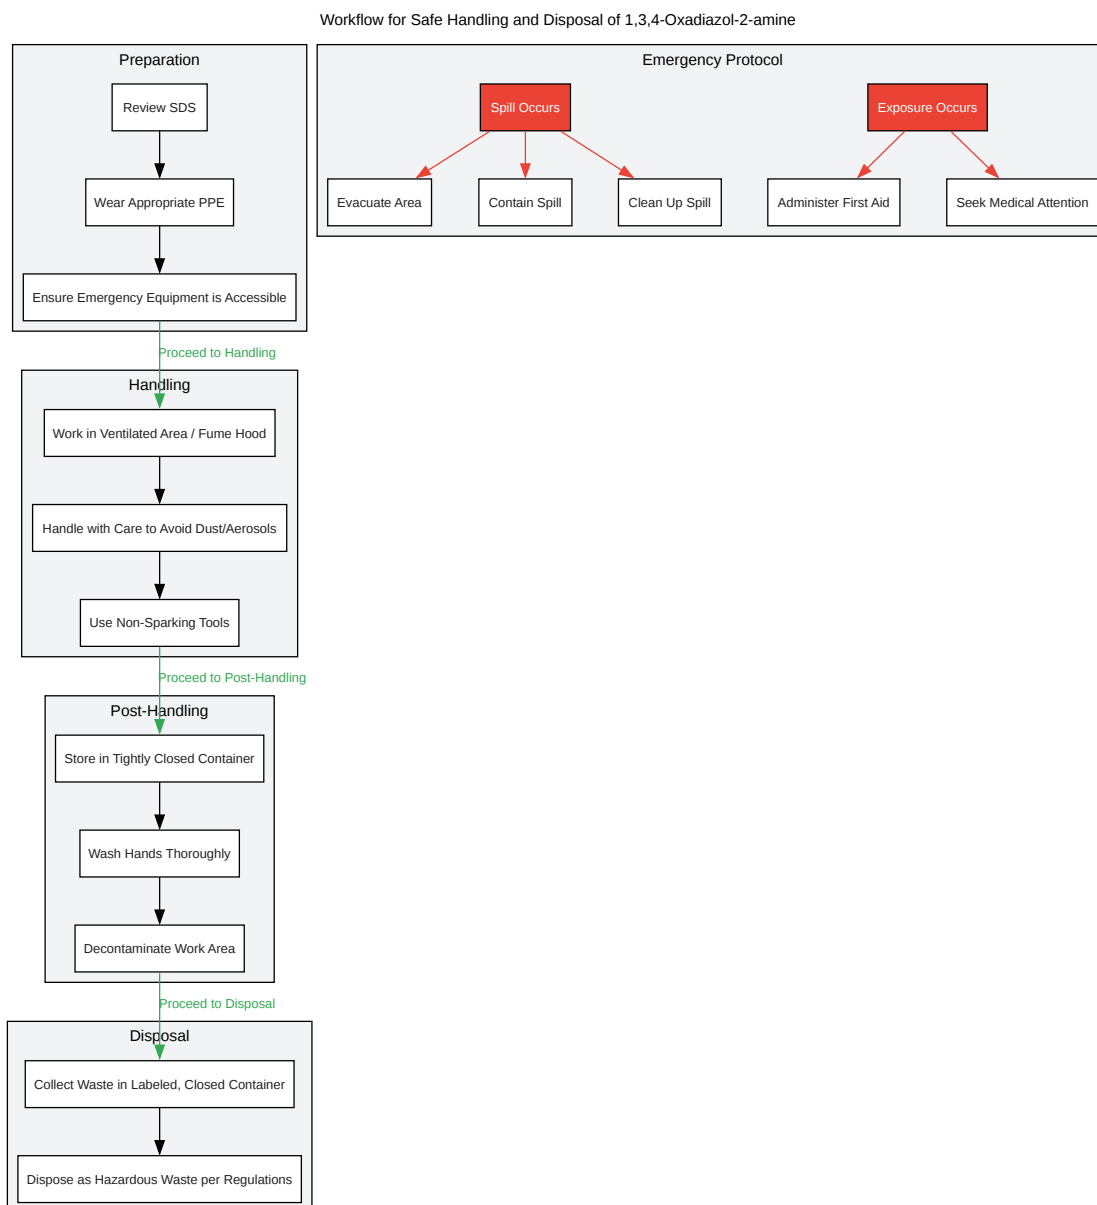 Workflow for Safe Handling and Disposal of 1,3,4-Oxadiazol-2-amine
Preparation
Review SDS
Wear Appropriate PPE
Ensure Emergency Equipment is Accessible
Proceed to Handling
Handling
Work in Ventilated Area / Fume Hood
Handle with Care to Avoid Dust/Aerosols
Use Non-Sparking Tools
Proceed to Post-Handling
Post-Handling
Store in Tightly Closed Container
Wash Hands Thoroughly
Decontaminate Work Area
Proceed to Disposal
Disposal
Collect Waste in Labeled, Closed Container
Dispose as Hazardous Waste per Regulations
Emergency Protocol
Spill Occurs
Exposure Occurs
Evacuate Area
Contain Spill
Clean Up Spill
Administer First Aid
Seek Medical Attention